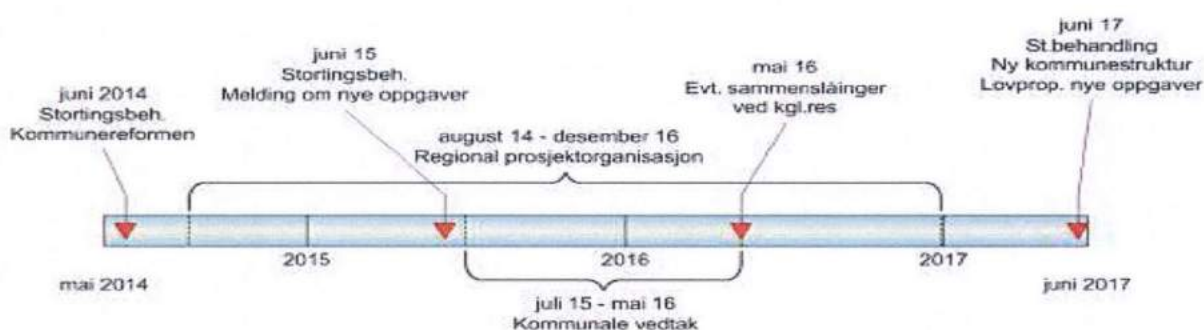 juni 2014
Stortingsbeh.
Kommunereformen
juni 15
Stortingsbeh.
Melding om nye oppgaver
august 14 - desember 16
Regional prosjektorganisasjon
mai 16
Evt. sammenslåinger
ved kgl.res
juni 17
St.behandling
Ny kommunestruktur
Lovprop. nye oppgaver
2015
2016
2017
mai 2014
juni 2017
juli 15 - mai 16
Kommunale vedtak